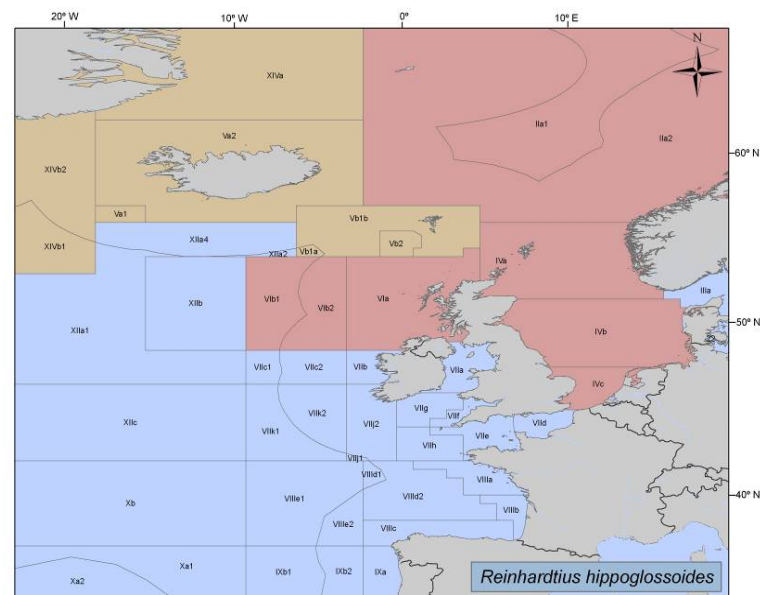 20° W 10° W 0° 10° E
N
XIVa
IIa1
Va2
IIa2
60° N
XIVb2
Va1
Vb1b
XIVb1
XIIa4
Vb2
Vb1a
XIIa2
IVa
IIIa
XIIb
VIb1
VIb2
VIa
50° N
XIIa1
IVb
VIIc1
VIIc2
VIIb
VIIa
IVc
XIIc
VIIk2
VIIg
VIIf
VIId
VIIk1
VIIj2
VIIh
VIIe
VIIj1
VIIId1
VIIIa
40° N
Xb
VIIIe1
VIIId2
VIIIb
VIIIe2
VIIIc
Xa1
IXb1
IXb2
IXa
Xa2
Reinhardtius hippoglossoides